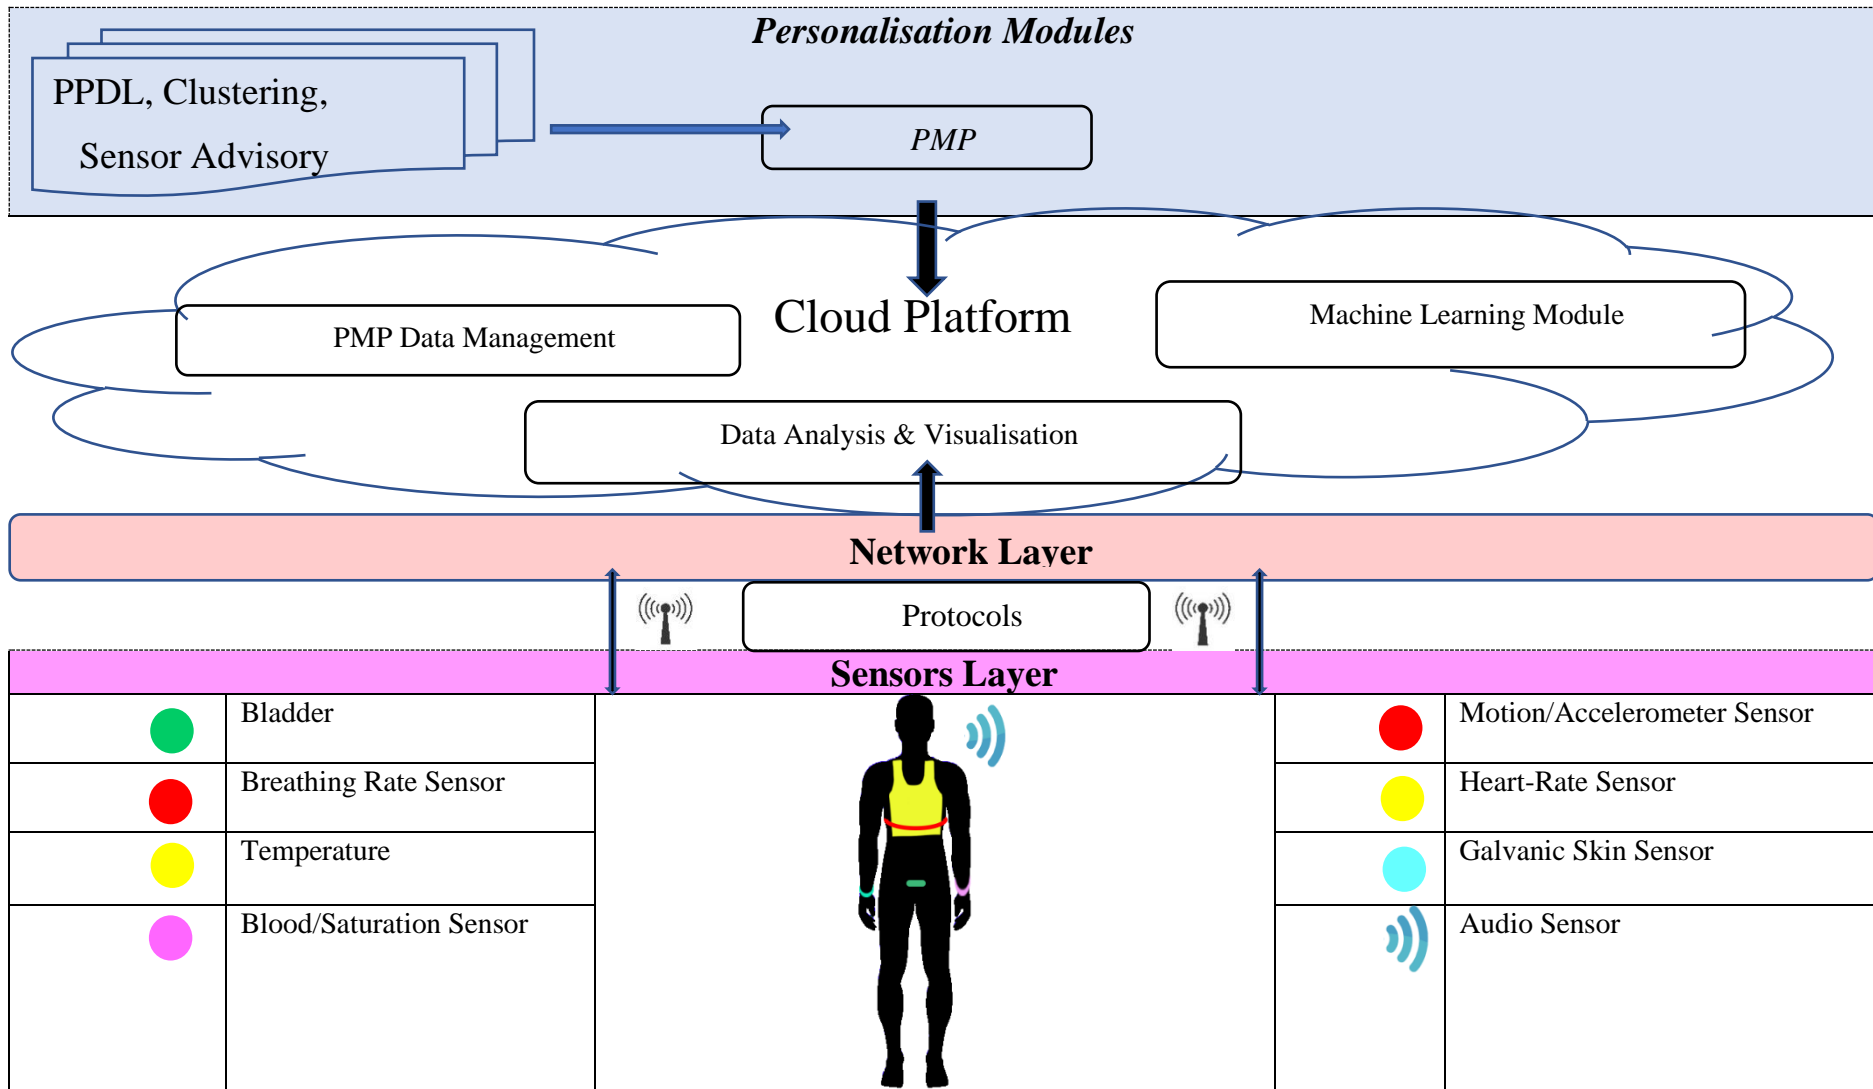 Personalisation Modules
PPDL, Clustering,
Sensor Advisory
PMP
Cloud Platform
PMP Data Management
Machine Learning Module
Data Analysis & Visualisation
Network Layer
Protocols
Sensors Layer
Bladder
Breathing Rate Sensor
Temperature
Blood/Saturation Sensor
Motion/Accelerometer Sensor
Heart-Rate Sensor
Galvanic Skin Sensor
Audio Sensor